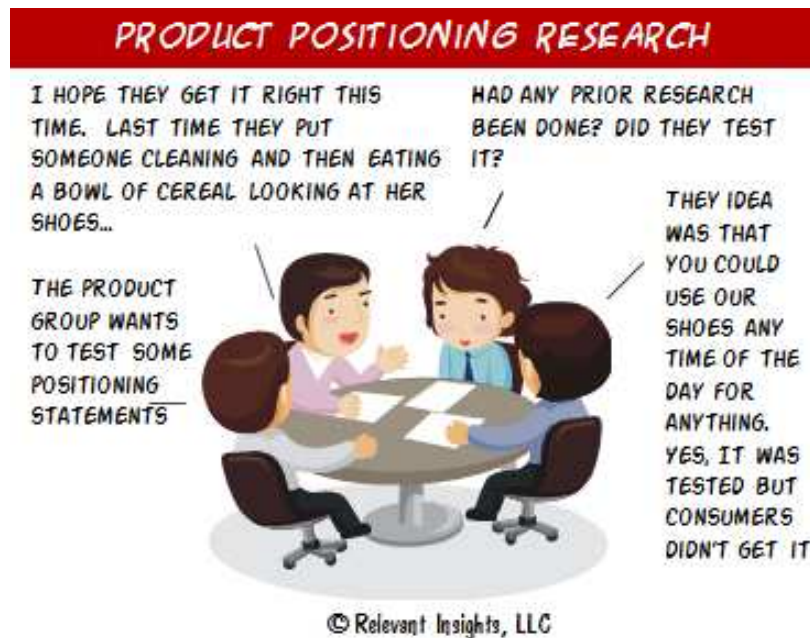 PRODUCT POSITIONING RESEARCH
I HOPE THEY GET IT RIGHT THIS
TIME. LAST TIME THEY PUT
SOMEONE CLEANING AND THEN EATING
A BOWL OF CEREAL LOOKING AT HER
SHOES...
HAD ANY PRIOR RESEARCH
BEEN DONE? DID THEY TEST
IT?
THE PRODUCT
GROUP WANTS
TO TEST SOME
POSITIONING
STATEMENTS
THEY IDEA
WAS THAT
YOU COULD
USE OUR
SHOES ANY
TIME OF THE
DAY FOR
ANYTHING.
YES, IT WAS
TESTED BUT
CONSUMERS
DIDN'T GET IT
© Relevant Insights, LLC